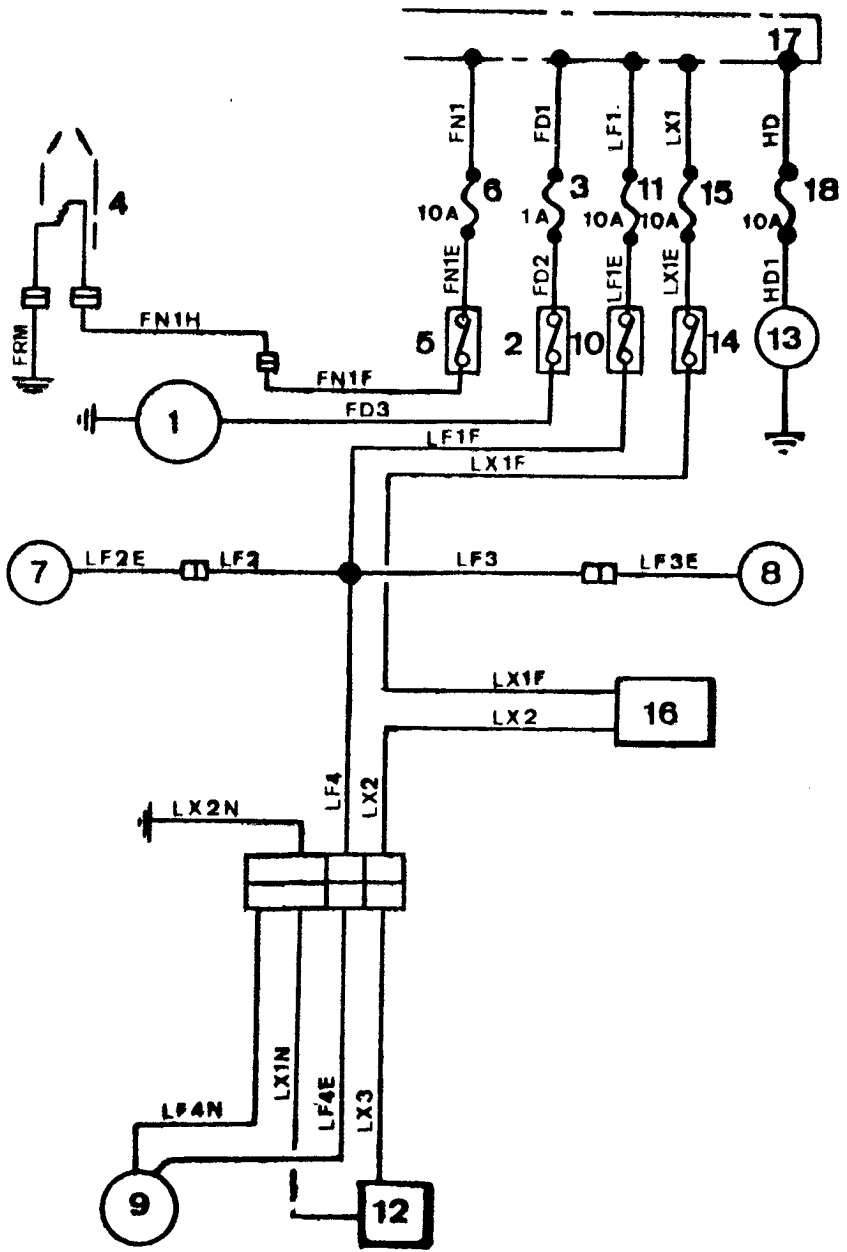 17
FN1
FD1
LF1
LX1
HD
4
6
3
11
15
18
10A
1A
10A
10A
10A
FN1E
FD2
LF1E
LX1E
HD1
FRM
FN1H
5
2
10
14
13
FN1F
1
FD3
LF1F
LX1F
7
LF2E
LF2
LF3
LF3E
8
LX1F
16
LX2
LF4
LX2
LX2N
LX1N
LF4E
LX3
LF4N
9
12